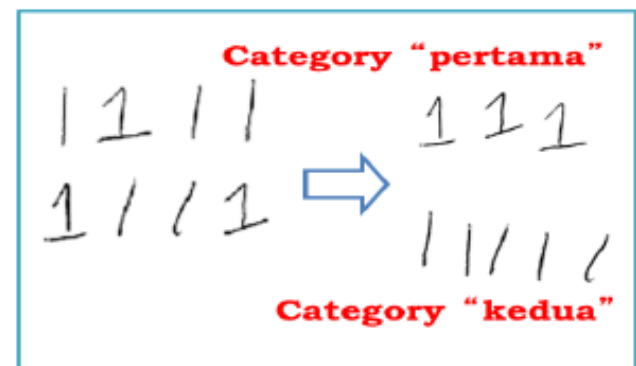 Category “pertama”
1 1 1 1
1 1 1 1
1 1 1
1 1 1 1 1
Category “kedua”